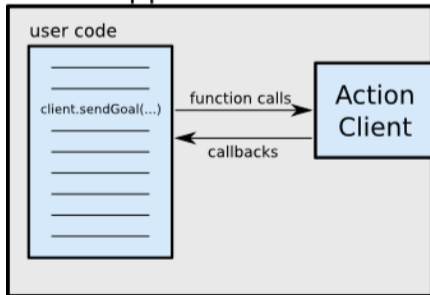 user code
client.sendGoal(...)
function calls
callbacks
Action
Client